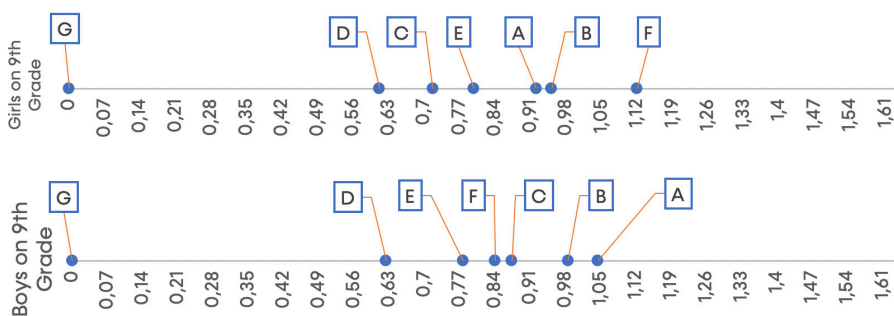 G D C E A B F
Girls on 9th
Grade
0 0,07 0,14 0,21 0,28 0,35 0,42 0,49 0,56 0,63 0,7 0,77 0,84 0,91 0,98 1,05 1,12 1,19 1,26 1,33 1,4 1,47 1,54 1,61
G D E F C B A
Boys on 9th
Grade
0 0,07 0,14 0,21 0,28 0,35 0,42 0,49 0,56 0,63 0,7 0,77 0,84 0,91 0,98 1,05 1,12 1,19 1,26 1,33 1,4 1,47 1,54 1,61